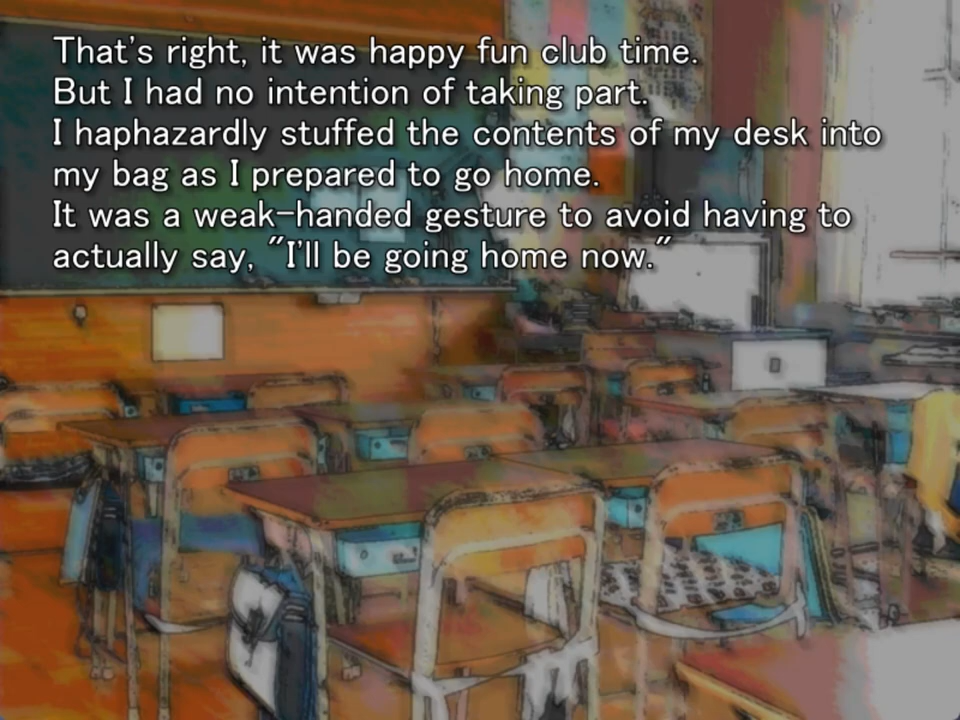 That's right, it was happy fun club time.
But I had no intention of taking part.
I haphazardly stuffed the contents of my desk into
my bag as I prepared to go home.
It was a weak-handed gesture to avoid having to
actually say, "I'll be going home now."